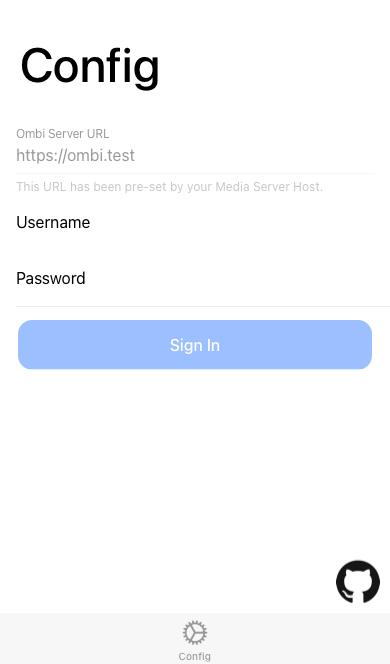 Config
Ombi Server URL
https://ombi.test
This URL has been pre-set by your Media Server Host.
Username
Password
Sign In
Config